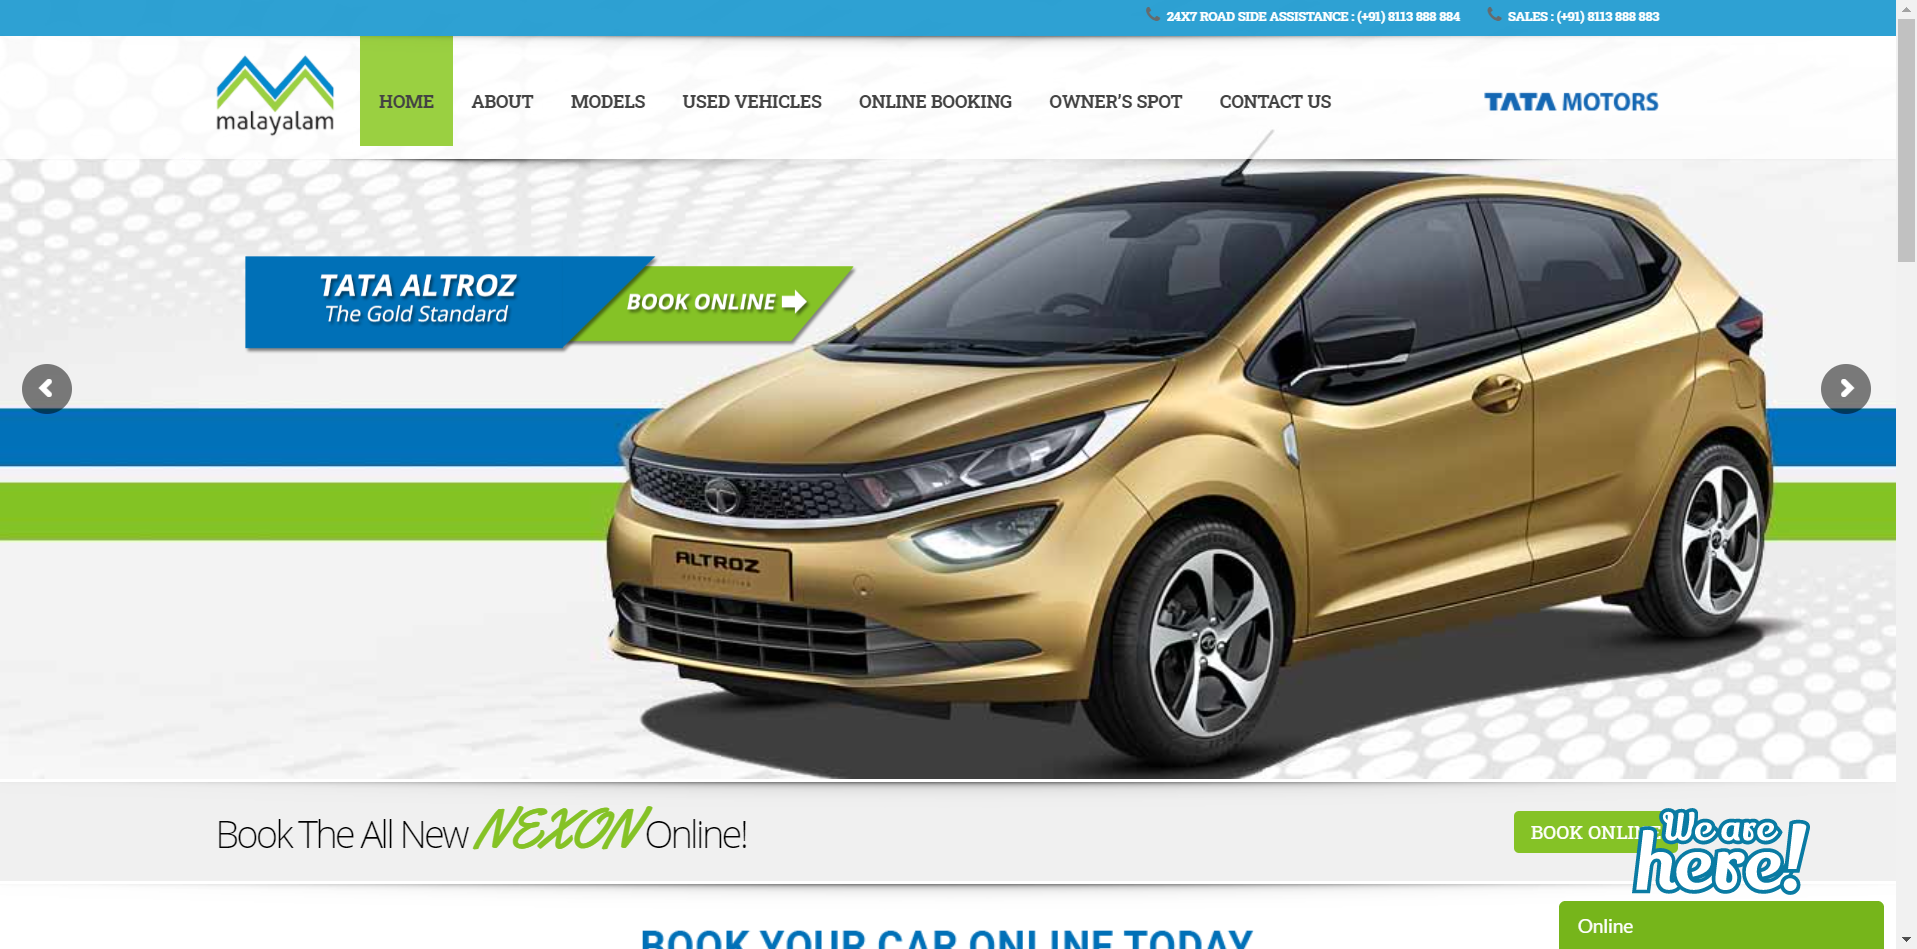 24X7 ROAD SIDE ASSISTANCE : (+91) 8113 888 884 SALES : (+91) 8113 888 883
malayalam
HOME ABOUT MODELS USED VEHICLES ONLINE BOOKING OWNER'S SPOT CONTACT US
TATA MOTORS
TATA ALTROZ
The Gold Standard
BOOK ONLINE
ALTROZ
Book The All New NEXON Online!
BOOK ONLINE
We are
here!
Online
BOOK YOUR CAR ONLINE TODAY